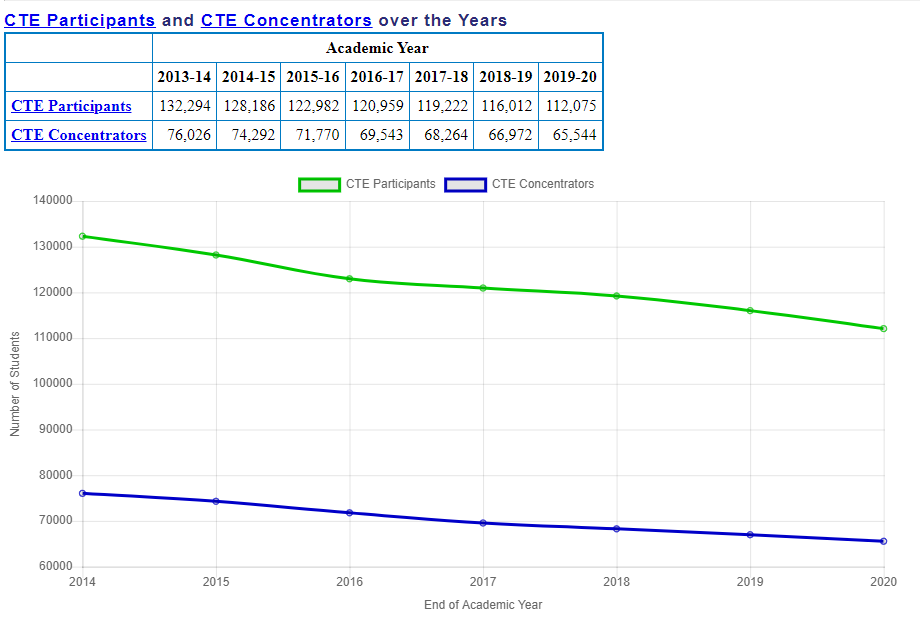 CTE Participants and CTE Concentrators over the Years
Academic Year
2013-14 2014-15 2015-16 2016-17 2017-18 2018-19 2019-20
CTE Participants 132,294 128,186 122,982 120,959 119,222 116,012 112,075
CTE Concentrators 76,026 74,292 71,770 69,543 68,264 66,972 65,544
CTE Participants CTE Concentrators
140000
130000
120000
110000
100000
90000
80000
70000
60000
Number of Students
2014 2015 2016 2017 2018 2019 2020
End of Academic Year